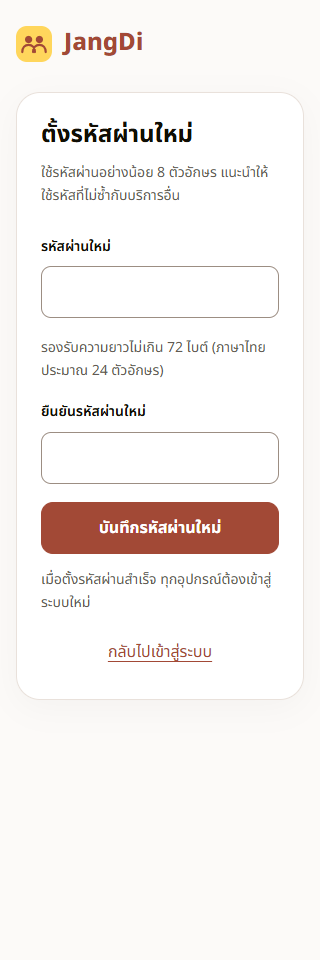 JangDi
ตั้งรหัสผ่านใหม่
ใช้รหัสผ่านอย่างน้อย 8 ตัวอักษร แนะนำให้
ใช้รหัสที่ไม่ซ้ำกับบริการอื่น
รหัสผ่านใหม่
รองรับความยาวไม่เกิน 72 ไบต์ (ภาษาไทย
ประมาณ 24 ตัวอักษร)
ยืนยันรหัสผ่านใหม่
บันทึกรหัสผ่านใหม่
เมื่อตั้งรหัสผ่านสำเร็จ ทุกอุปกรณ์ต้องเข้าสู่
ระบบใหม่
กลับไปเข้าสู่ระบบ